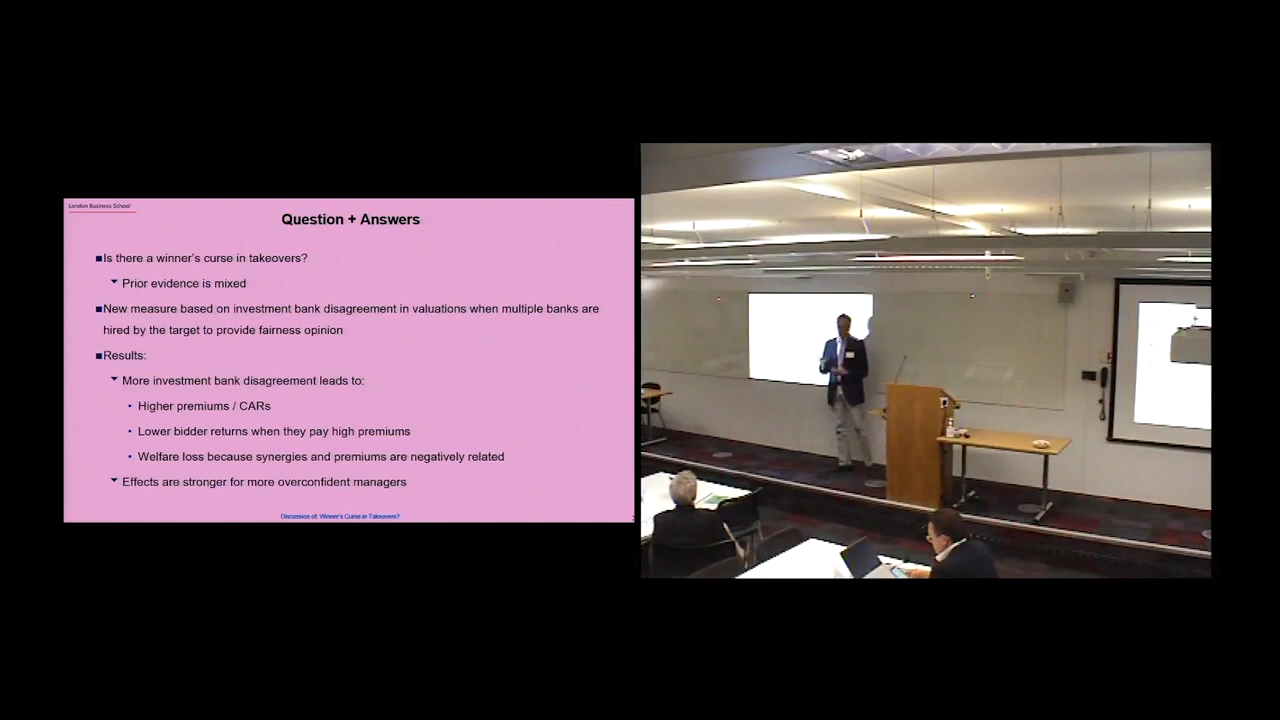 London Business School
Question + Answers
Is there a winner's curse in takeovers?
Prior evidence is mixed
New measure based on investment bank disagreement in valuations when multiple banks are
hired by the target to provide fairness opinion
Results:
More investment bank disagreement leads to:
Higher premiums / CARs
Lower bidder returns when they pay high premiums
Welfare loss because synergies and premiums are negatively related
Effects are stronger for more overconfident managers
Discussion of: Winner's Curse in Takeovers?